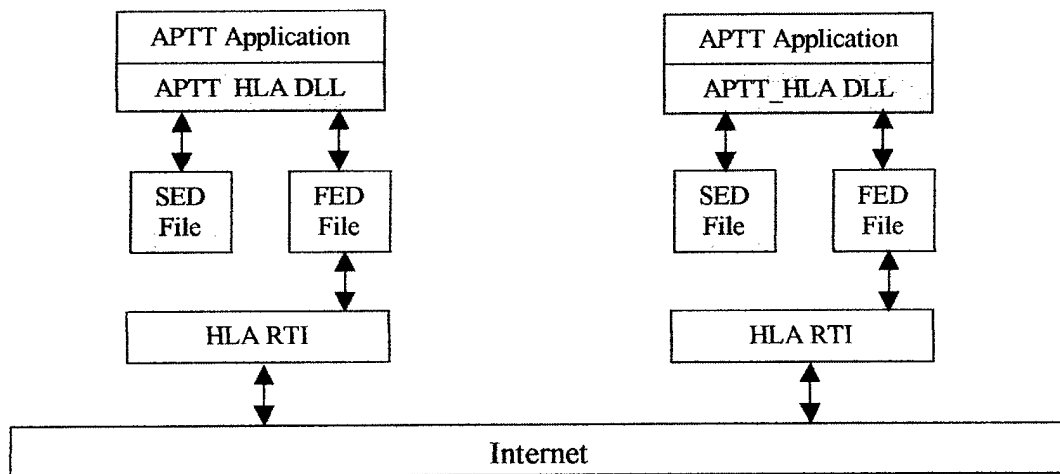 APTT Application
APTT HLA DLL
SED
File
FED
File
HLA RTI
APTT Application
APTT_HLA DLL
SED
File
FED
File
HLA RTI
Internet